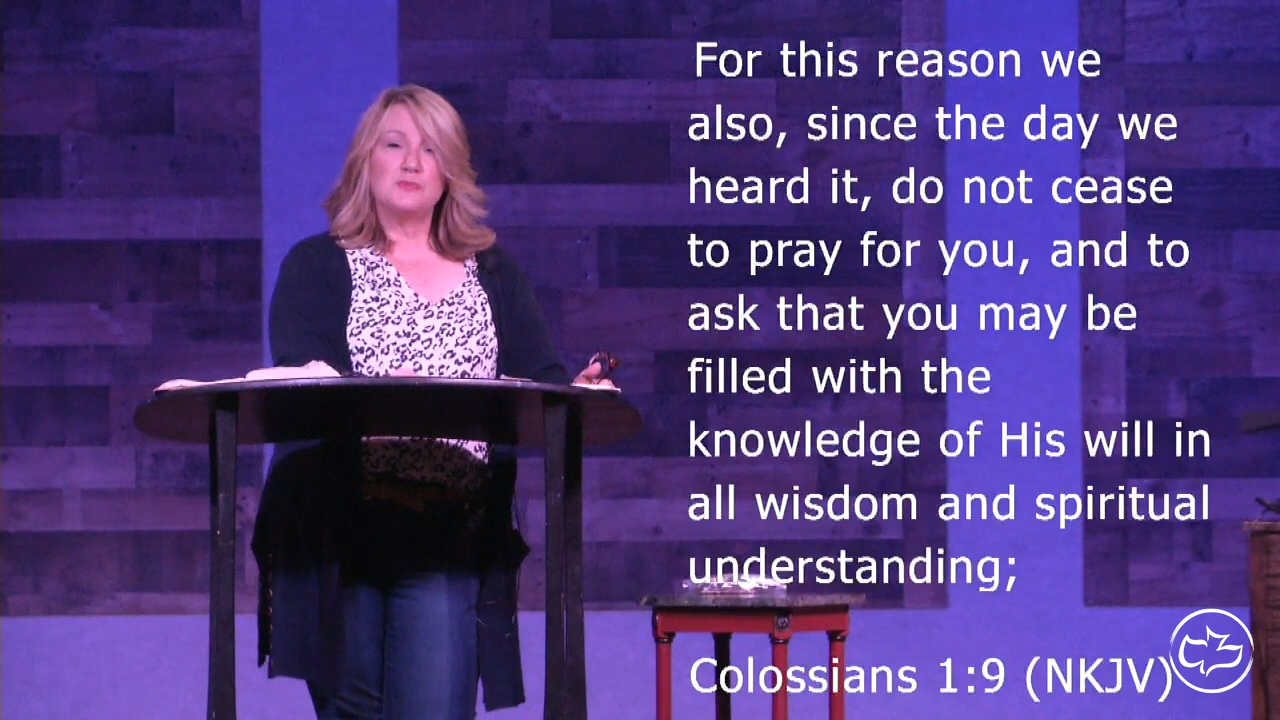 For this reason we
also, since the day we
heard it, do not cease
to pray for you, and to
ask that you may be
filled with the
knowledge of His will in
all wisdom and spiritual
understanding;
Colossians 1:9 (NKJV)